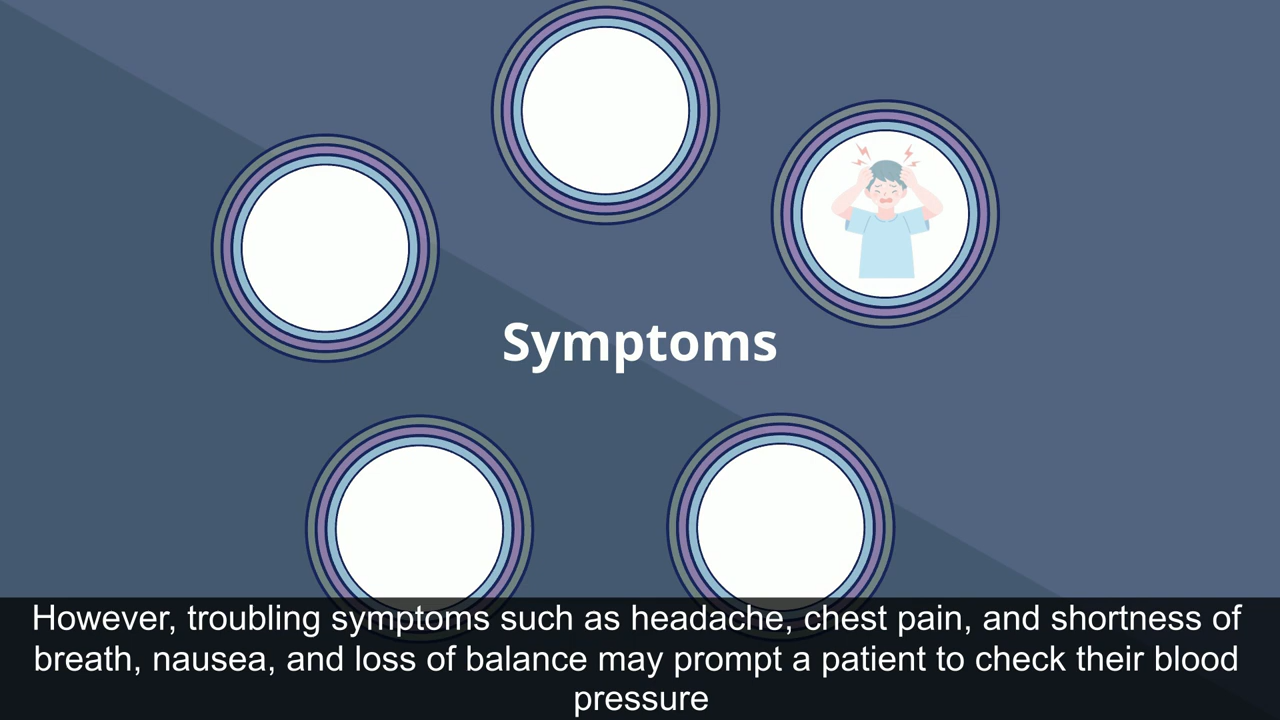 Symptoms
However, troubling symptoms such as headache, chest pain, and shortness of
breath, nausea, and loss of balance may prompt a patient to check their blood
pressure